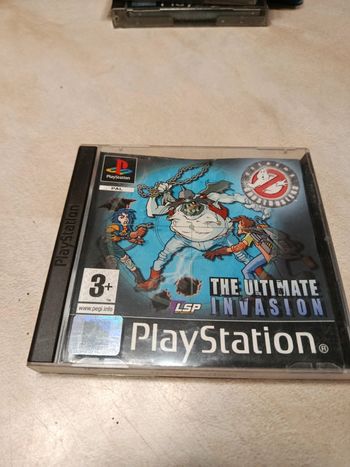 PlayStation
PlayStation
PAL
THE ULTIMATE
INVASION
3+
www.pegi.info
LSP
PlayStation®